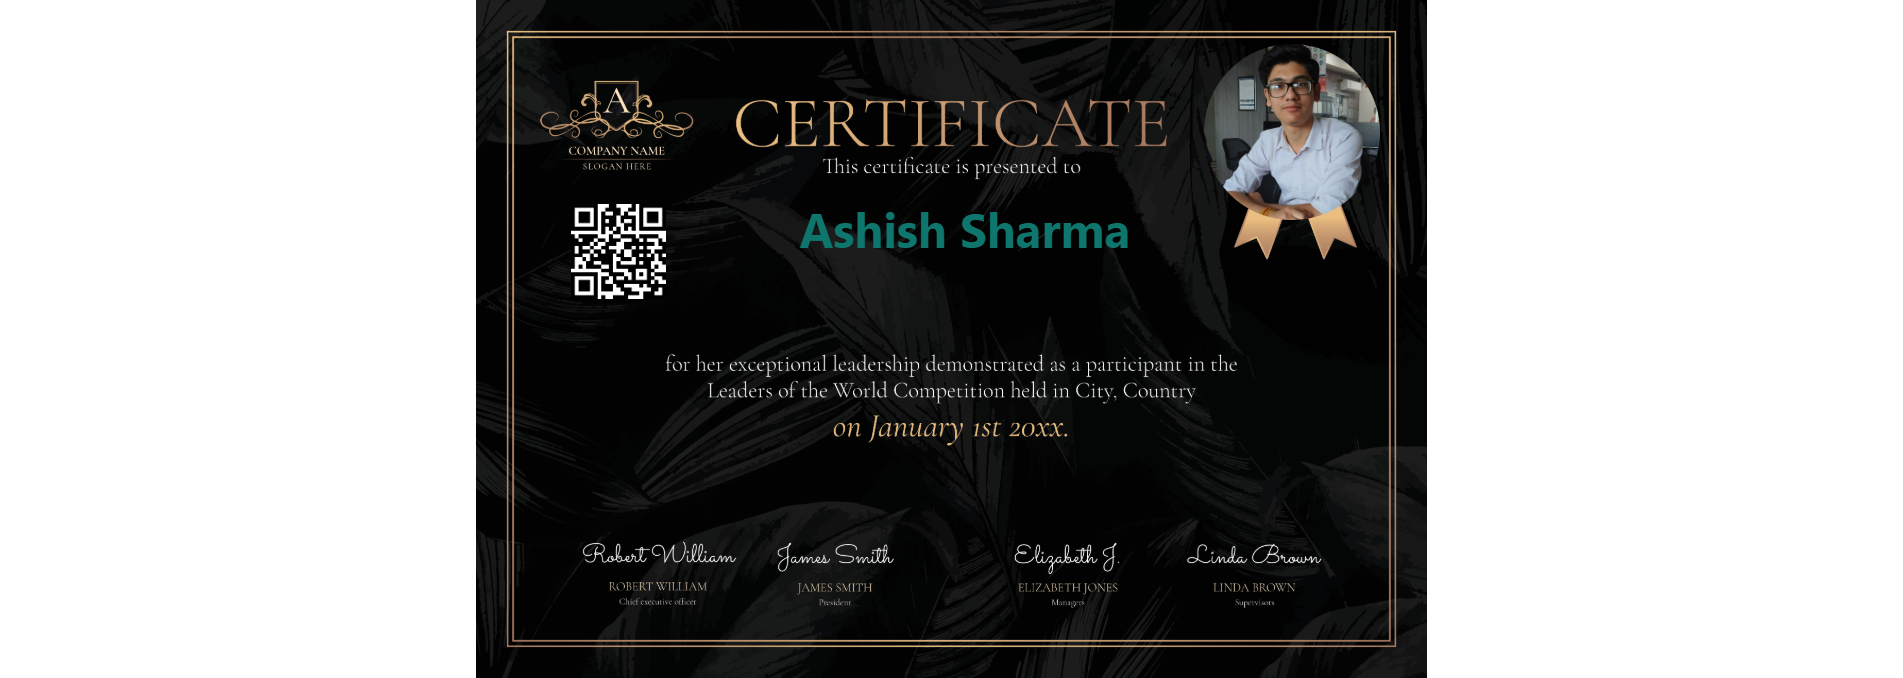 A
COMPANY NAME
SLOGAN HERE
CERTIFICATE
This certificate is presented to
Ashish Sharma
for her exceptional leadership demonstrated as a participant in the
Leaders of the World Competition held in City, Country
on January 1st 20xx.
Robert William
ROBERT WILLIAM
Chief executive officer
James Smith
JAMES SMITH
President
Elizabeth J.
ELIZABETH JONES
Managers
Linda Brown
LINDA BROWN
Supervisors